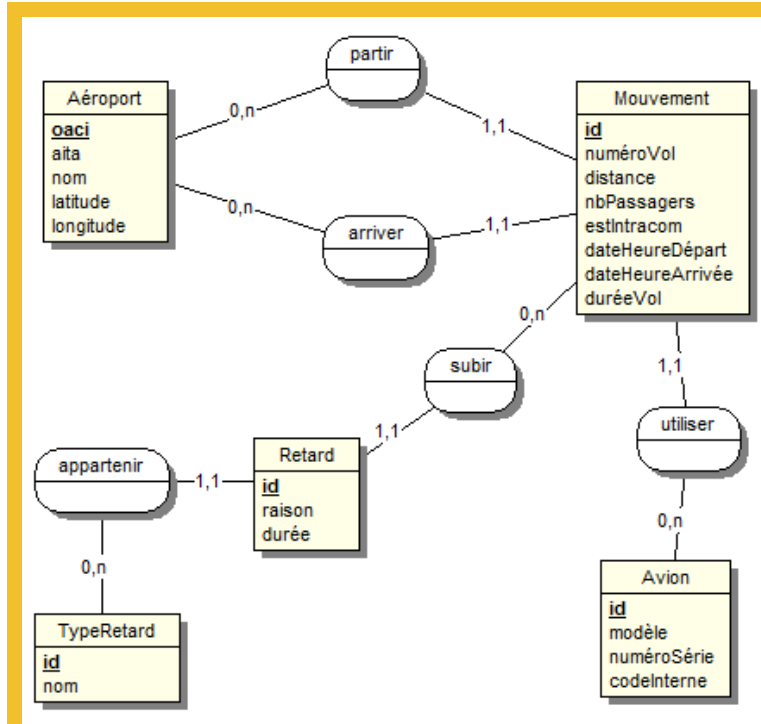 partir
Aéroport
oaci
aita
nom
latitude
longitude
0,n
1,1
Mouvement
id
numéroVol
distance
nbPassagers
estIntracom
dateHeureDépart
dateHeureArrivée
duréeVol
0,n
arriver
1,1
0,n
subir
1,1
1,1
utiliser
0,n
appartenir
1,1
Retard
id
raison
durée
0,n
TypeRetard
id
nom
Avion
id
modèle
numéroSérie
codeInterne